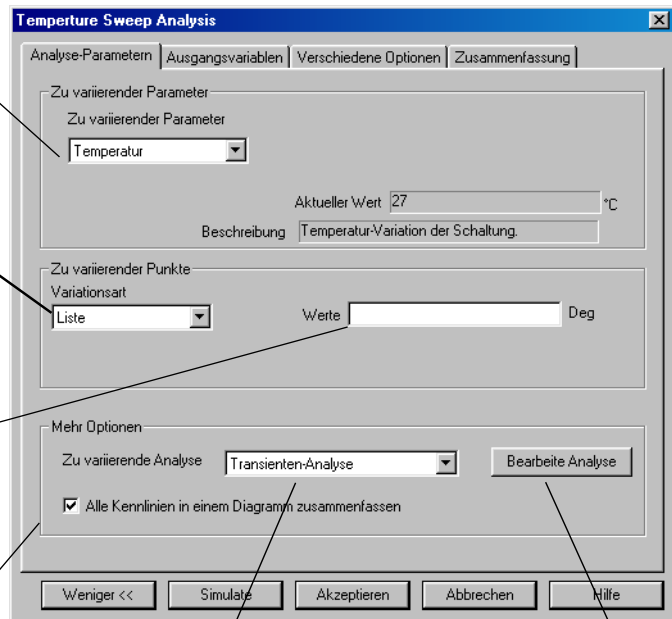 Temperture Sweep Analysis
Analyse-Parametern Ausgangsvariablen Verschiedene Optionen Zusammenfassung
Zu variierender Parameter
Zu variierender Parameter
Temperatur
Aktueller Wert 27 °C
Beschreibung Temperatur-Variation der Schaltung.
Zu variierender Punkte
Variationsart
Liste Werte Deg
Mehr Optionen
Zu variierende Analyse Transienten-Analyse Bearbeite Analyse
Alle Kennlinien in einem Diagramm zusammenfassen
Weniger << Simulate Akzeptieren Abbrechen Hilfe